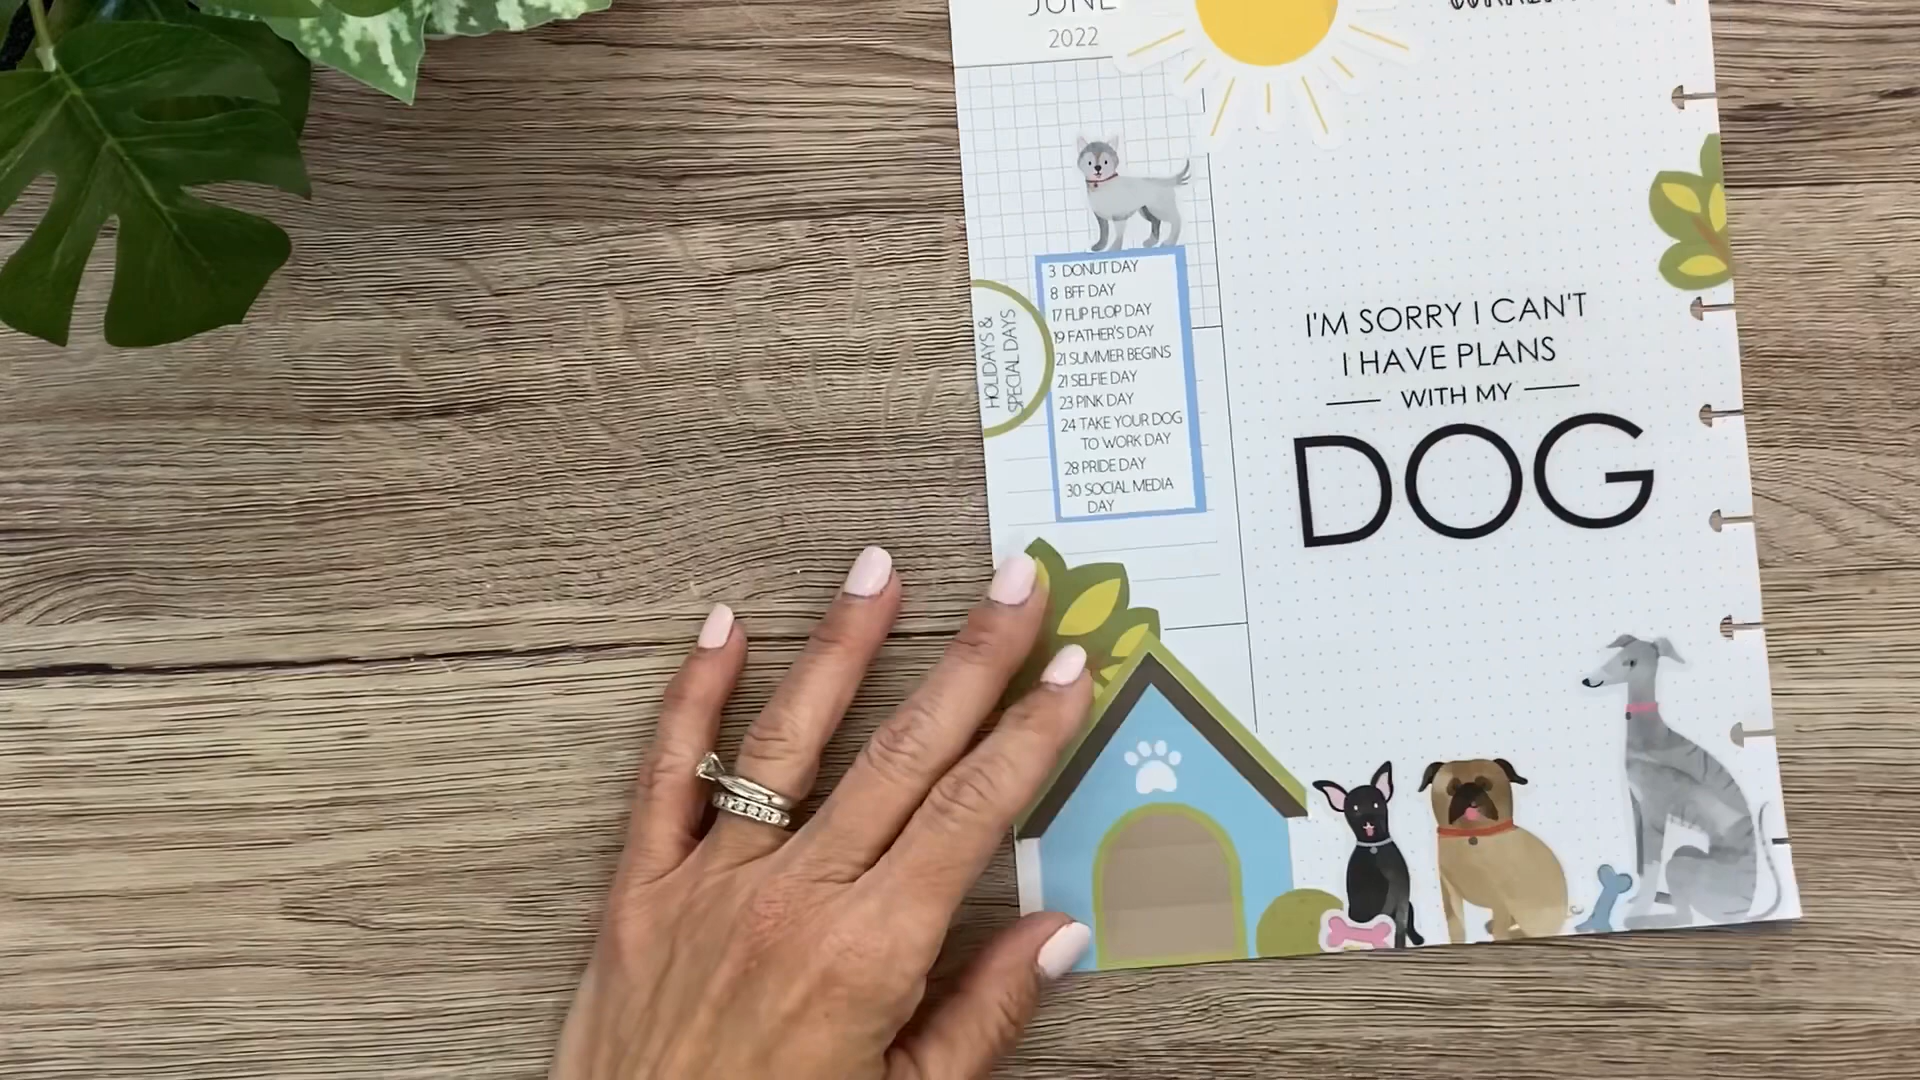 JUNE
2022
3 DONUT DAY
8 BFF DAY
17 FLIP FLOP DAY
19 FATHER'S DAY
21 SUMMER BEGINS
21 SELFIE DAY
23 PINK DAY
24 TAKE YOUR DOG
TO WORK DAY
28 PRIDE DAY
30 SOCIAL MEDIA
DAY
HOLIDAYS &
SPECIAL DAYS
I'M SORRY I CAN'T
I HAVE PLANS
WITH MY
DOG